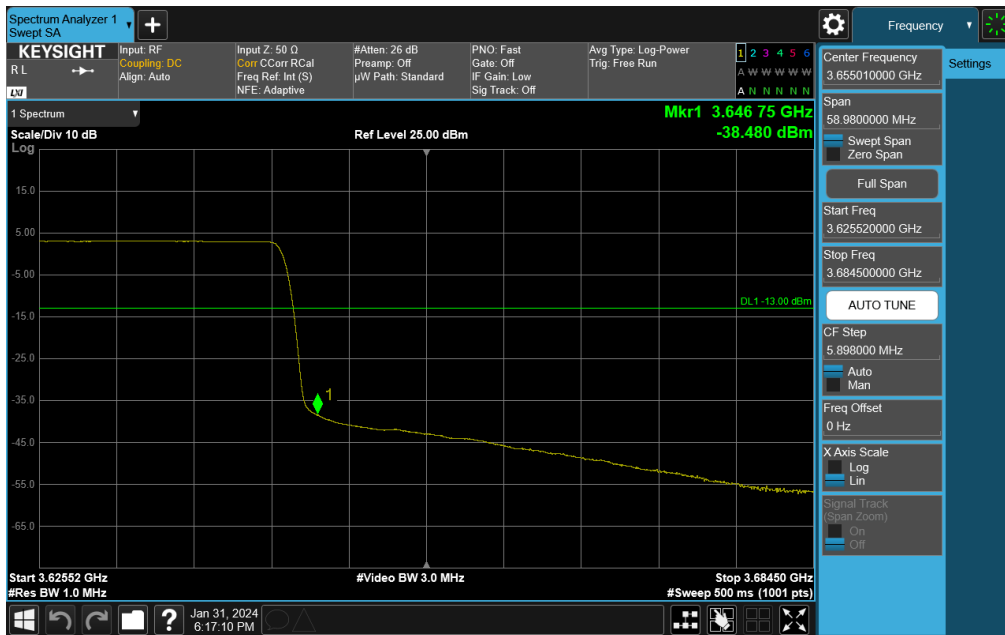 Spectrum Analyzer 1
Swept SA
Frequency
KEYSIGHT
R L
LXI
Input: RF
Coupling: DC
Align: Auto
Input Z: 50 Ω
Corr CCorr RCal
Freq Ref: Int (S)
NFE: Adaptive
#Atten: 26 dB
Preamp: Off
µW Path: Standard
PNO: Fast
Gate: Off
IF Gain: Low
Sig Track: Off
Avg Type: Log-Power
Trig: Free Run
1 2 3 4 5 6
A W W W W W
A N N N N N
1 Spectrum
Scale/Div 10 dB
Log
Ref Level 25.00 dBm
Mkr1 3.646 75 GHz
-38.480 dBm
15.0
5.00
-5.00
-15.0
-25.0
-35.0
-45.0
-55.0
-65.0
DL1 -13.00 dBm
1
Start 3.62552 GHz
#Res BW 1.0 MHz
#Video BW 3.0 MHz
Stop 3.68450 GHz
#Sweep 500 ms (1001 pts)
Center Frequency
3.655010000 GHz
Settings
Span
58.9800000 MHz
Swept Span
Zero Span
Full Span
Start Freq
3.625520000 GHz
Stop Freq
3.684500000 GHz
AUTO TUNE
CF Step
5.898000 MHz
Auto
Man
Freq Offset
0 Hz
X Axis Scale
Log
Lin
Signal Track
(Span Zoom)
On
Off
?
Jan 31, 2024
6:17:10 PM